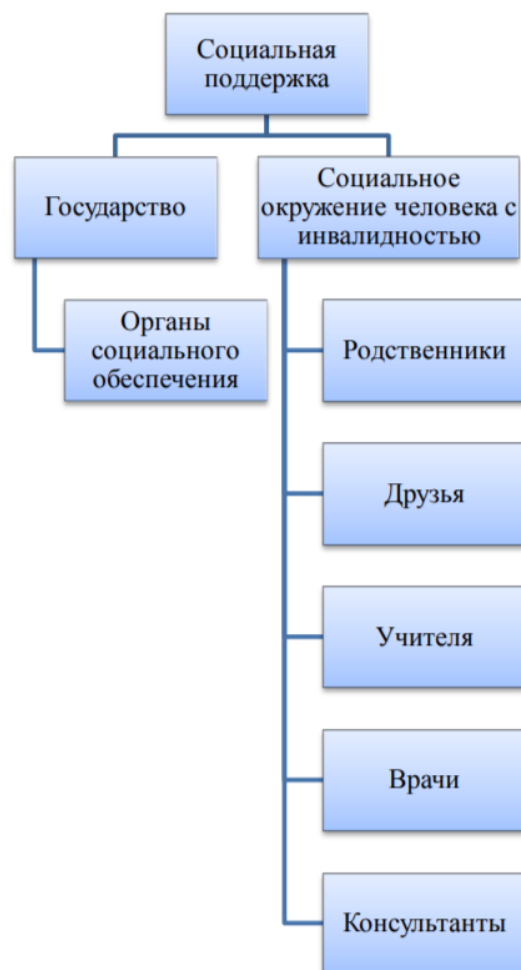 Социальная
поддержка
Государство
Социальное
окружение человека с
инвалидностью
Органы
социального
обеспечения
Родственники
Друзья
Учителя
Врачи
Консультанты